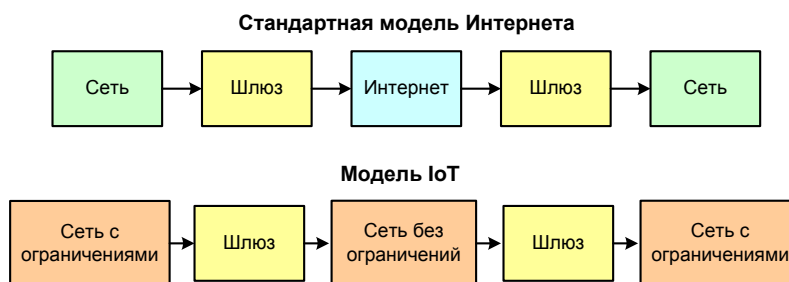 Стандартная модель Интернета
Сеть
Шлюз
Интернет
Шлюз
Сеть
Модель IoT
Сеть с
ограничениями
Шлюз
Сеть без
ограничений
Шлюз
Сеть с
ограничениями